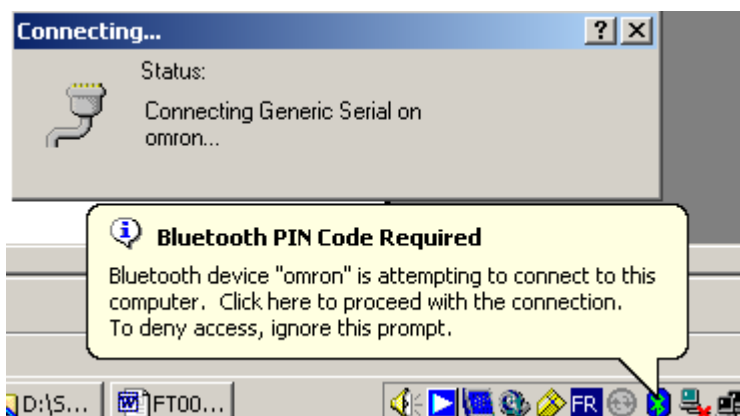 Connecting...
Status:
Connecting Generic Serial on
omron...
Bluetooth PIN Code Required
Bluetooth device "omron" is attempting to connect to this
computer. Click here to proceed with the connection.
To deny access, ignore this prompt.
D:\S...
FT00...
FR